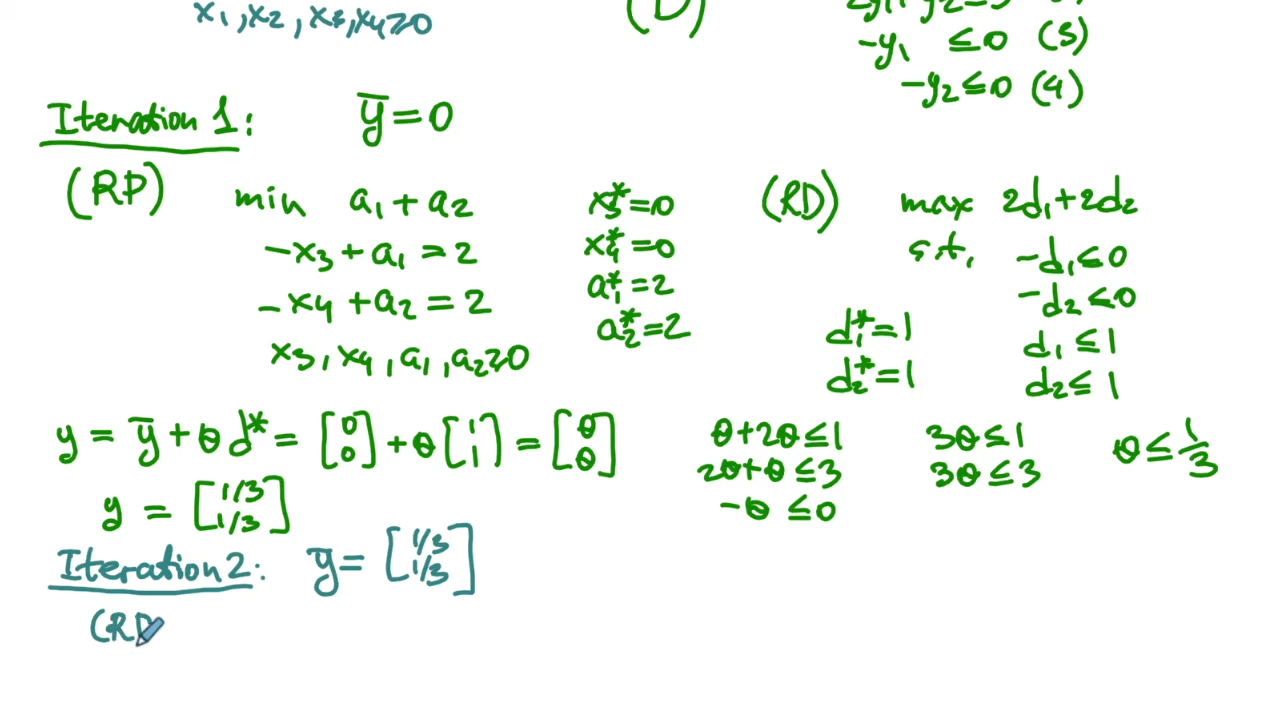 x₁,x₂,x₃,x₄≥0
(D)
-y₁ ≤0 (3)
-y₂≤0 (4)
Iteration 1: ȳ=0
(RP) min a₁+a₂
-x₃+a₁=2
-x₄+a₂=2
x₃,x₄,a₁,a₂≥0
x₃*=0
x₄*=0
a₁*=2
a₂*=2
(RD) max 2d₁+2d₂
s.t. -d₁≤0
-d₂≤0
d₁≤1
d₂≤1
d₁*=1
d₂*=1
y = ȳ+θd* = [0 0] + θ[1 1] = [θ θ]
θ+2θ≤1
2θ+θ≤3
-θ≤0
3θ≤1
3θ≤3
θ≤1/3
y = [1/3 1/3]
Iteration 2: ȳ= [1/3 1/3]